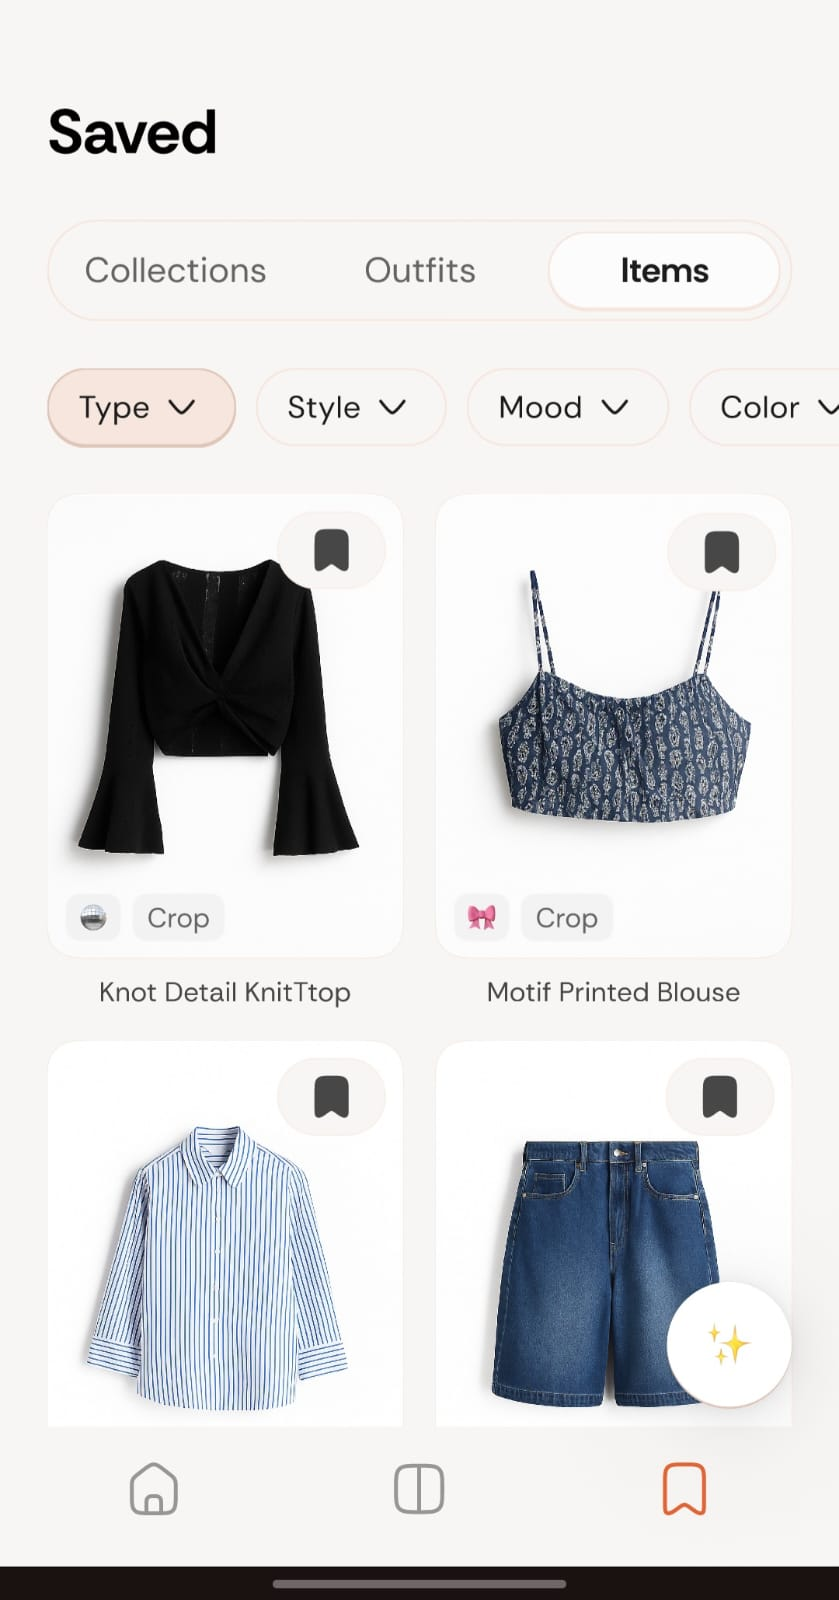 Saved
Collections Outfits Items
Type Style Mood Color
Crop Crop
Knot Detail KnitTtop Motif Printed Blouse